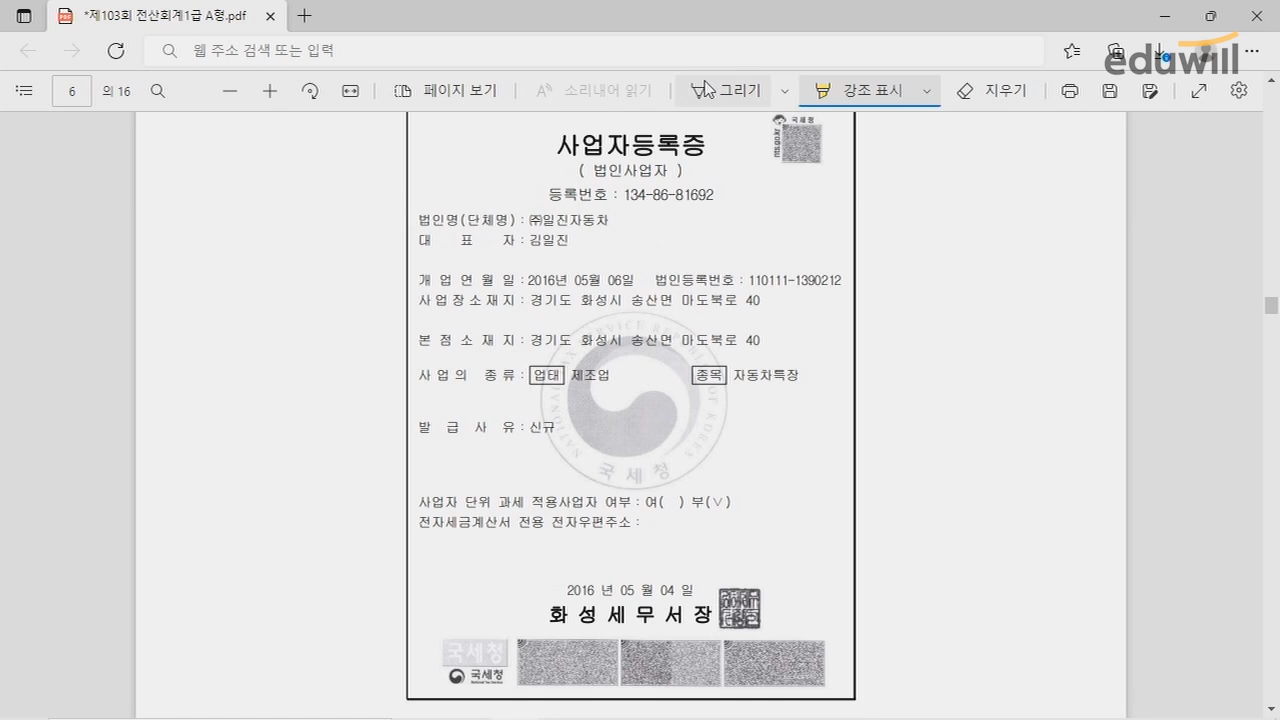 *제103회 전산회계1급 A형.pdf
웹 주소 검색 또는 입력
eduwill
6 의 16
페이지 보기
소리내어 읽기
그리기
강조 표시
지우기
국세청
nts.go.kr
사업자등록증
( 법인사업자 )
등록번호 : 134-86-81692
법인명(단체명) : ㈜일진자동차
대 표 자 : 김일진
개 업 연 월 일 : 2016년 05월 06일 법인등록번호 : 110111-1390212
사 업 장 소 재 지 : 경기도 화성시 송산면 마도북로 40
본 점 소 재 지 : 경기도 화성시 송산면 마도북로 40
사 업 의 종 류 : 업태 제조업 종목 자동차특장
발 급 사 유 : 신규
국세청
사업자 단위 과세 적용사업자 여부 : 여( ) 부(∨)
전자세금계산서 전용 전자우편주소 :
2016 년 05 월 04 일
화 성 세 무 서 장
국세청
국세청